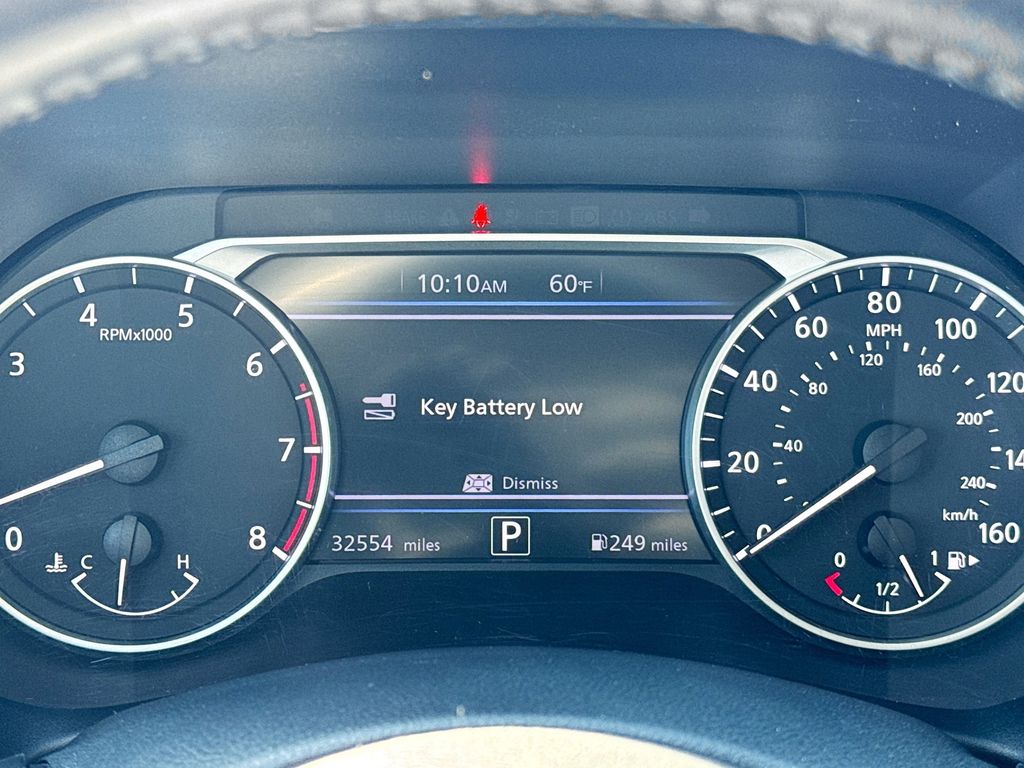 10:10AM 60°F
3 4 5 6 7 8 0
RPMx1000
C H
Key Battery Low
Dismiss
32554 miles P 249 miles
0 20 40 60 80 100 120 160
MPH
40 80 120 160 200 240
km/h
0 1/2 1